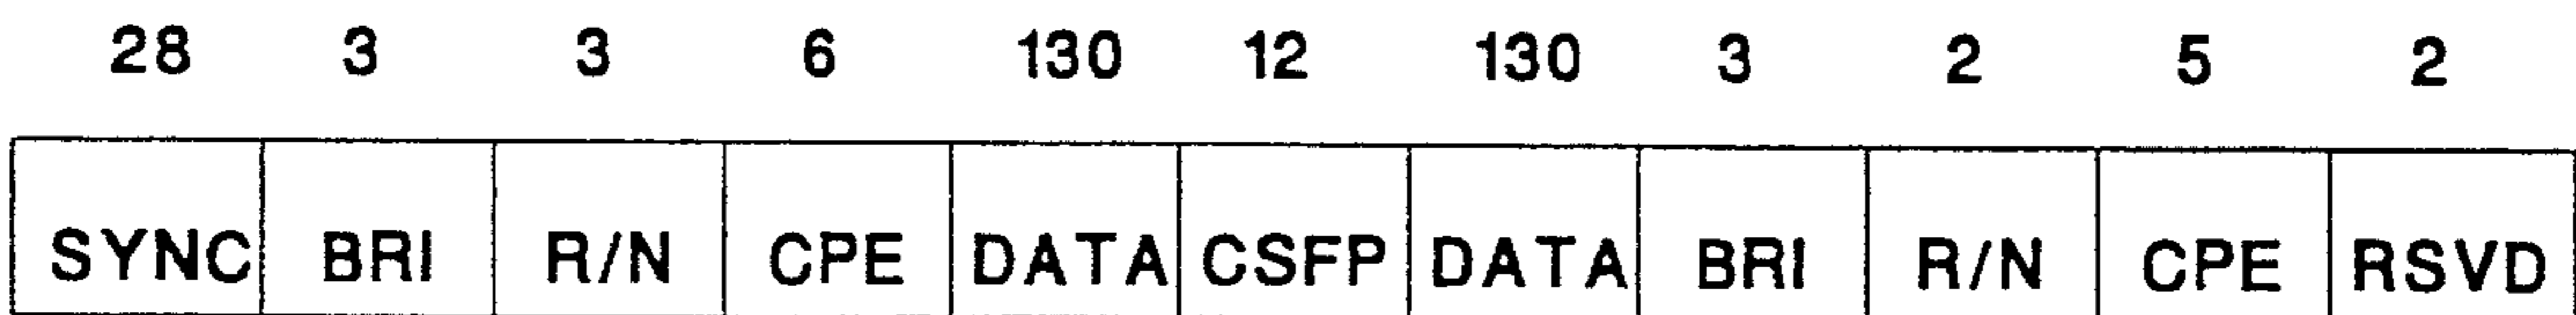 28 3 3 6 130 12 130 3 2 5 2
SYNC BRI R/N CPE DATA CSFP DATA BRI R/N CPE RSVD